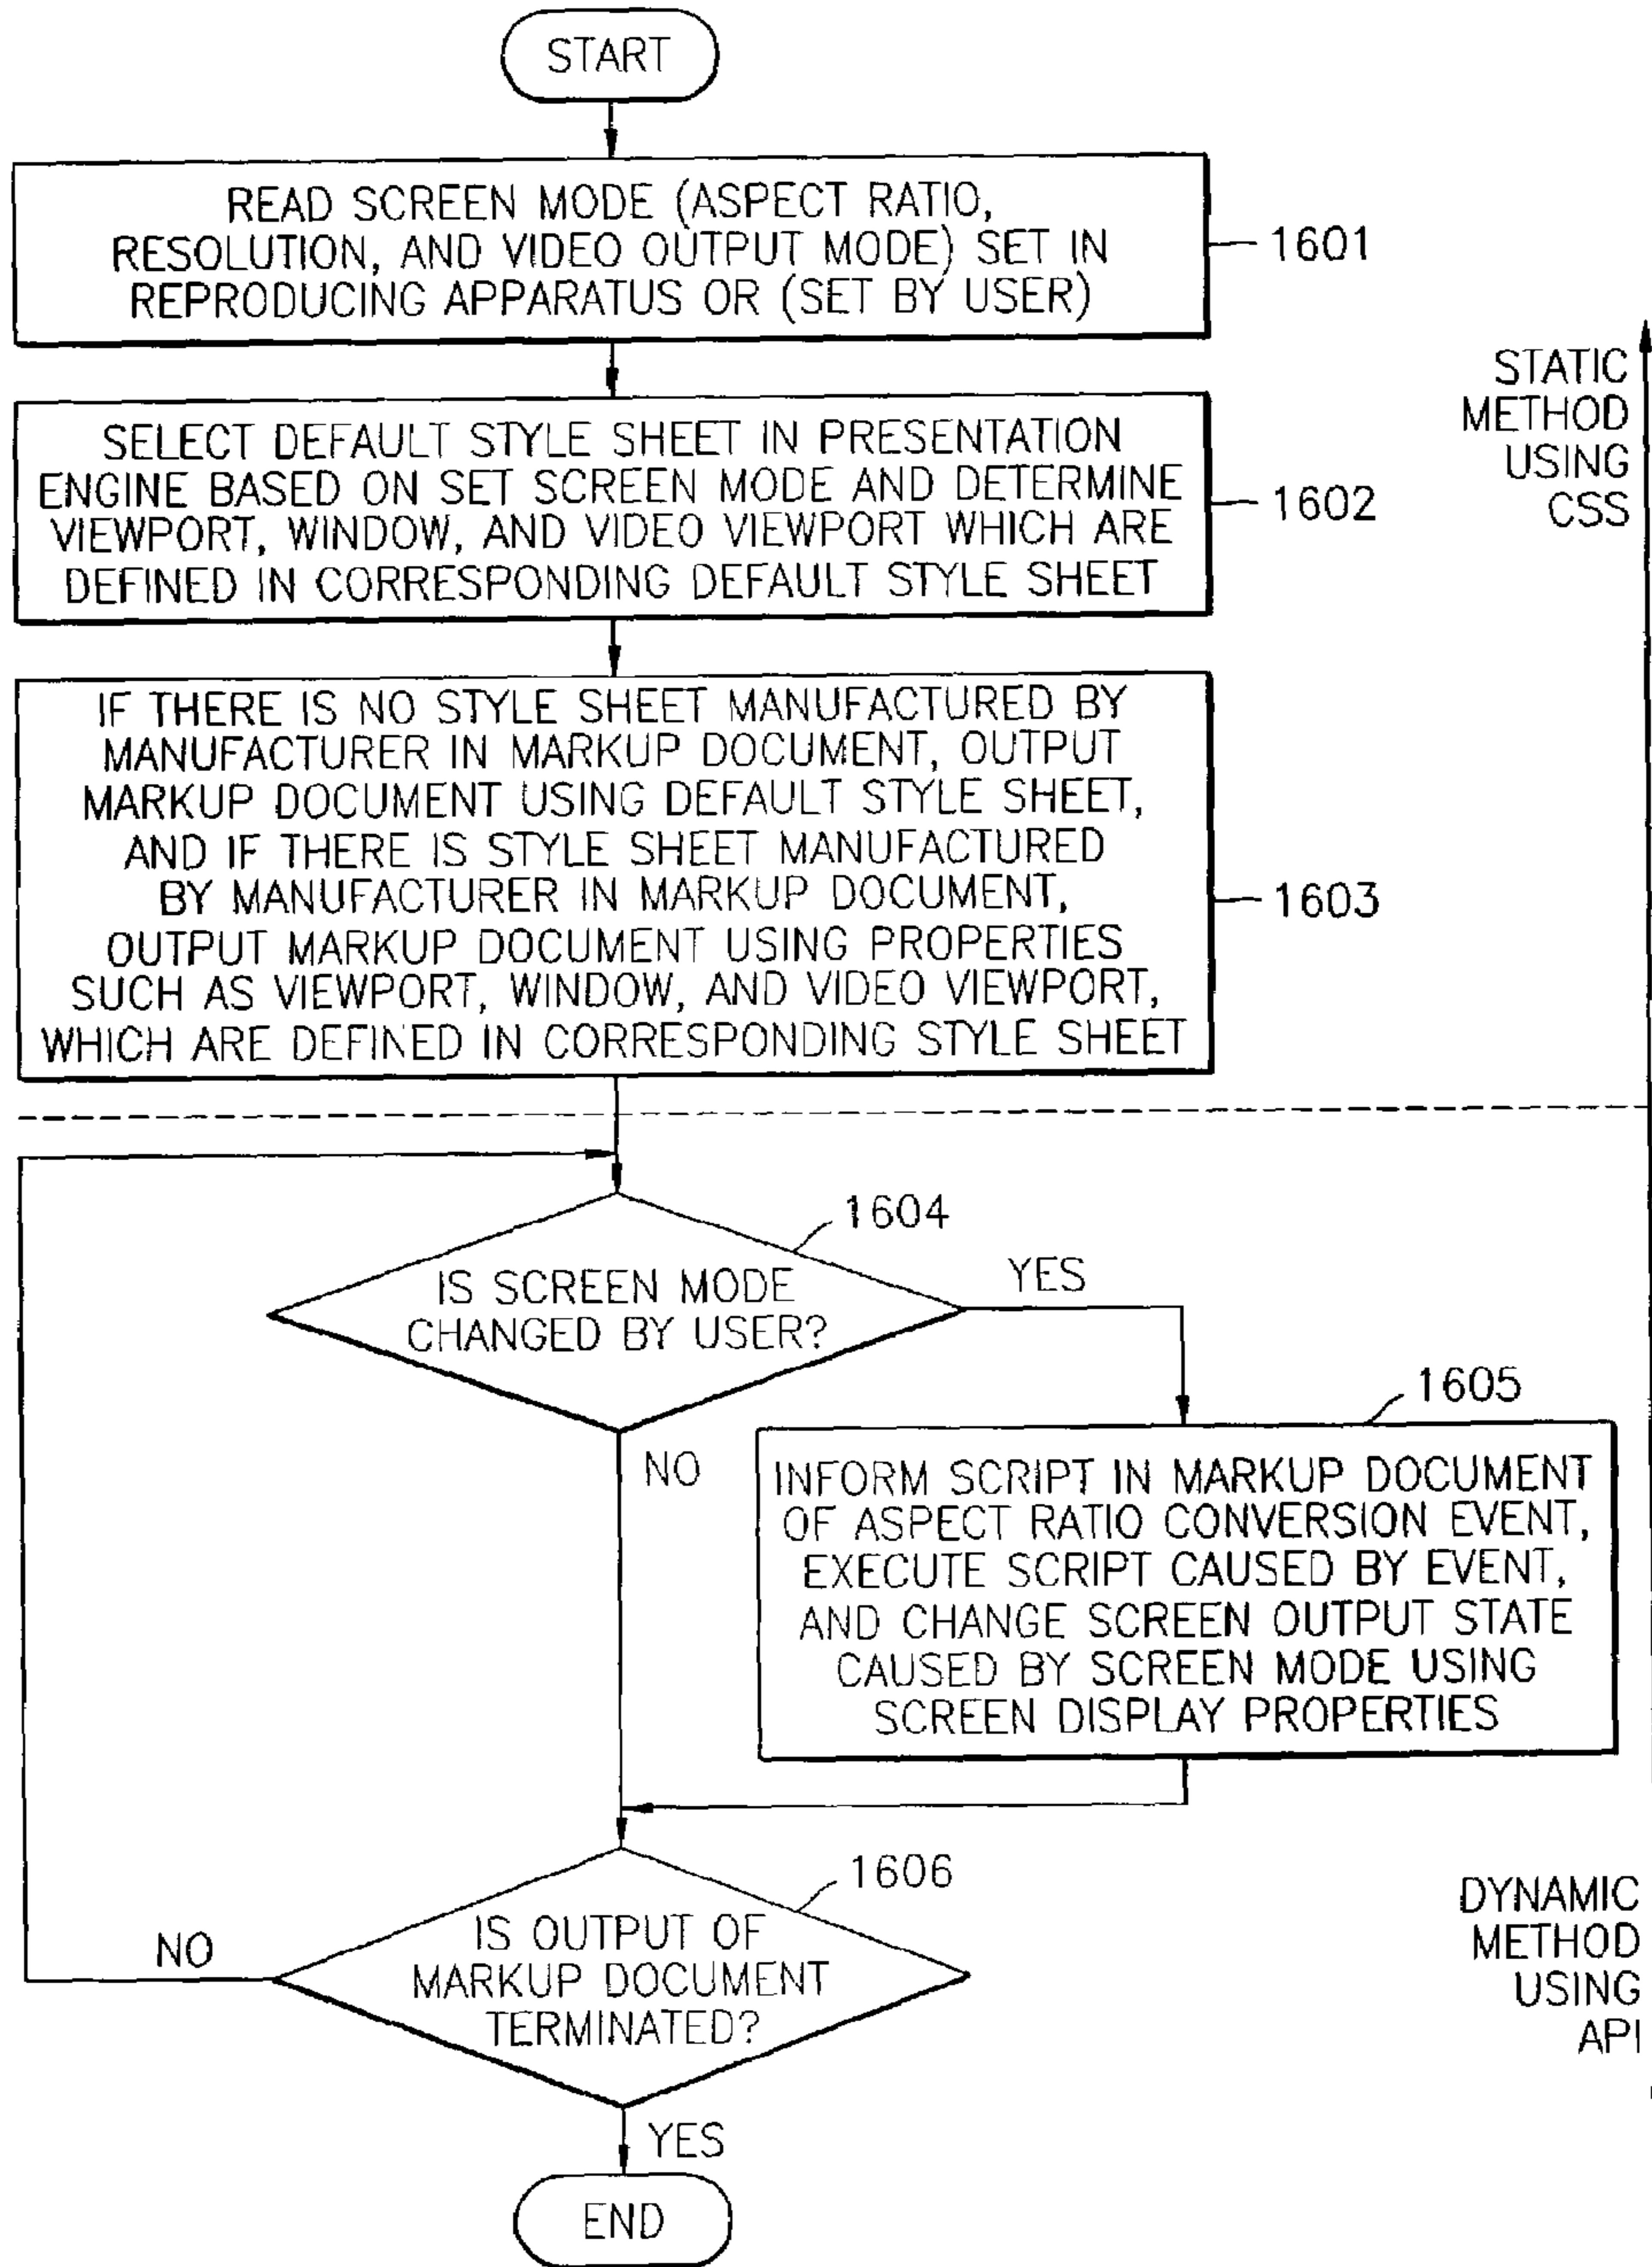 START
READ SCREEN MODE (ASPECT RATIO,
RESOLUTION, AND VIDEO OUTPUT MODE) SET IN
REPRODUCING APPARATUS OR (SET BY USER)
1601
STATIC
METHOD
USING
CSS
SELECT DEFAULT STYLE SHEET IN PRESENTATION
ENGINE BASED ON SET SCREEN MODE AND DETERMINE
VIEWPORT, WINDOW, AND VIDEO VIEWPORT WHICH ARE
DEFINED IN CORRESPONDING DEFAULT STYLE SHEET
1602
IF THERE IS NO STYLE SHEET MANUFACTURED BY
MANUFACTURER IN MARKUP DOCUMENT, OUTPUT
MARKUP DOCUMENT USING DEFAULT STYLE SHEET,
AND IF THERE IS STYLE SHEET MANUFACTURED
BY MANUFACTURER IN MARKUP DOCUMENT,
OUTPUT MARKUP DOCUMENT USING PROPERTIES
SUCH AS VIEWPORT, WINDOW, AND VIDEO VIEWPORT,
WHICH ARE DEFINED IN CORRESPONDING STYLE SHEET
1603
1604
IS SCREEN MODE
CHANGED BY USER?
YES
NO
1605
INFORM SCRIPT IN MARKUP DOCUMENT
OF ASPECT RATIO CONVERSION EVENT,
EXECUTE SCRIPT CAUSED BY EVENT,
AND CHANGE SCREEN OUTPUT STATE
CAUSED BY SCREEN MODE USING
SCREEN DISPLAY PROPERTIES
1606
IS OUTPUT OF
MARKUP DOCUMENT
TERMINATED?
NO
YES
DYNAMIC
METHOD
USING
API
END